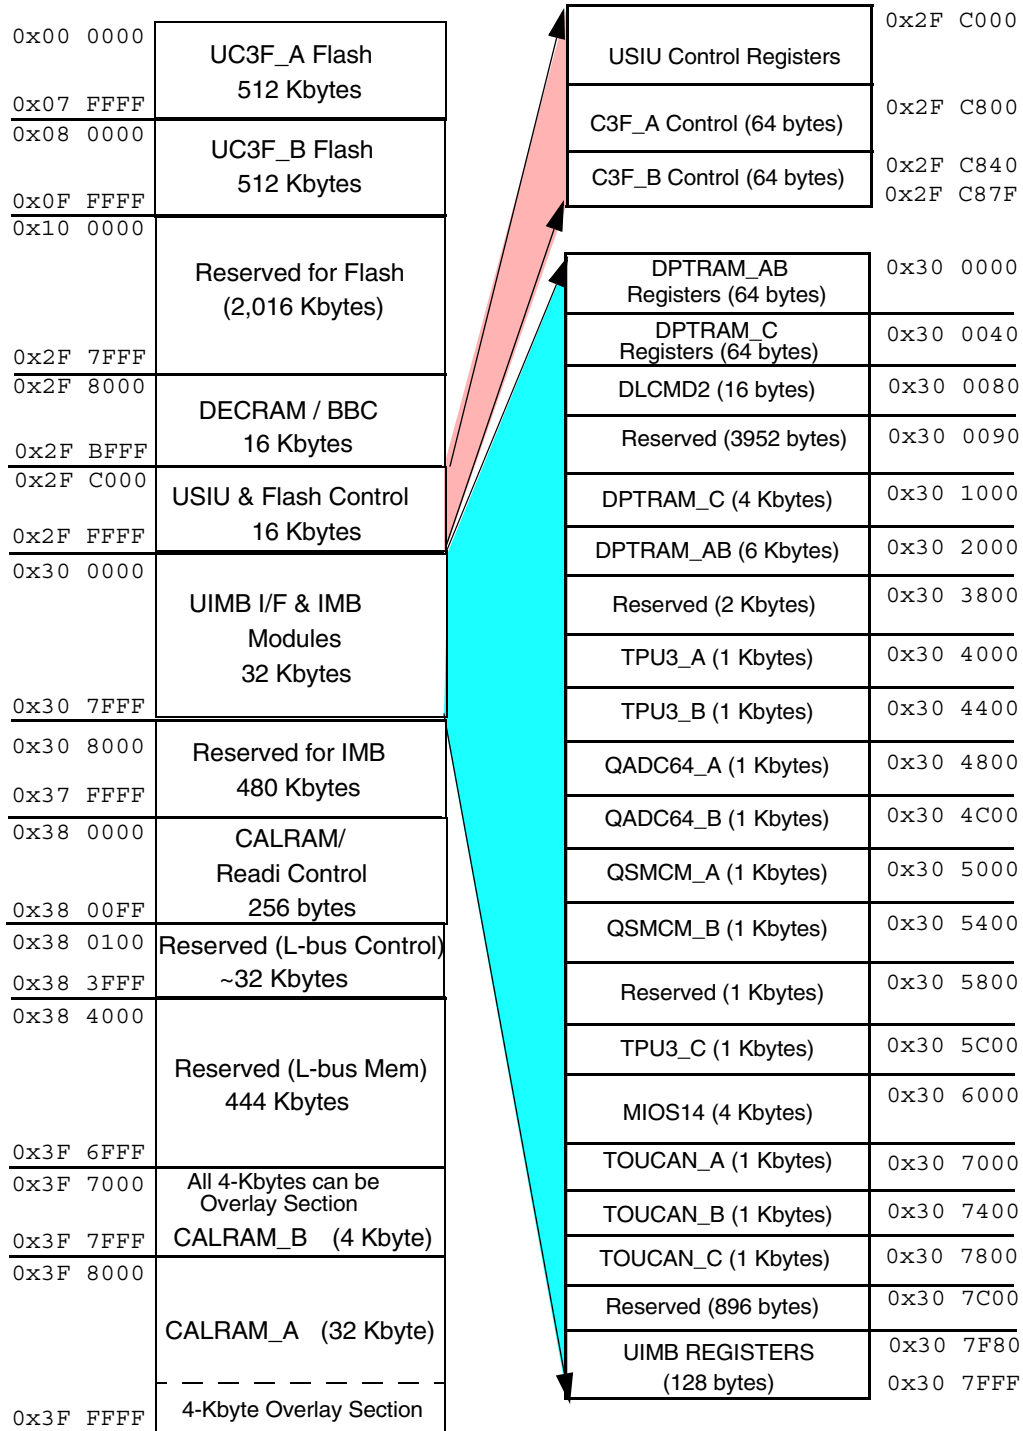 0x00 0000
UC3F_A Flash
512 Kbytes
0x07 FFFF
0x08 0000
UC3F_B Flash
512 Kbytes
0x0F FFFF
0x10 0000
Reserved for Flash
(2,016 Kbytes)
0x2F 7FFF
0x2F 8000
DECRAM / BBC
16 Kbytes
0x2F BFFF
0x2F C000
USIU & Flash Control
16 Kbytes
0x2F FFFF
0x30 0000
UIMB I/F & IMB
Modules
32 Kbytes
0x30 7FFF
0x30 8000
Reserved for IMB
480 Kbytes
0x37 FFFF
0x38 0000
CALRAM/
Readi Control
256 bytes
0x38 00FF
0x38 0100
Reserved (L-bus Control)
~32 Kbytes
0x38 3FFF
0x38 4000
Reserved (L-bus Mem)
444 Kbytes
0x3F 6FFF
0x3F 7000
All 4-Kbytes can be
Overlay Section
CALRAM_B (4 Kbyte)
0x3F 7FFF
0x3F 8000
CALRAM_A (32 Kbyte)
4-Kbyte Overlay Section
0x3F FFFF
0x2F C000
USIU Control Registers
C3F_A Control (64 bytes)
0x2F C800
C3F_B Control (64 bytes)
0x2F C840
0x2F C87F
DPTRAM_AB
Registers (64 bytes)
0x30 0000
DPTRAM_C
Registers (64 bytes)
0x30 0040
DLCMD2 (16 bytes)
0x30 0080
Reserved (3952 bytes)
0x30 0090
DPTRAM_C (4 Kbytes)
0x30 1000
DPTRAM_AB (6 Kbytes)
0x30 2000
Reserved (2 Kbytes)
0x30 3800
TPU3_A (1 Kbytes)
0x30 4000
TPU3_B (1 Kbytes)
0x30 4400
QADC64_A (1 Kbytes)
0x30 4800
QADC64_B (1 Kbytes)
0x30 4C00
QSMCM_A (1 Kbytes)
0x30 5000
QSMCM_B (1 Kbytes)
0x30 5400
Reserved (1 Kbytes)
0x30 5800
TPU3_C (1 Kbytes)
0x30 5C00
MIOS14 (4 Kbytes)
0x30 6000
TOUCAN_A (1 Kbytes)
0x30 7000
TOUCAN_B (1 Kbytes)
0x30 7400
TOUCAN_C (1 Kbytes)
0x30 7800
Reserved (896 bytes)
0x30 7C00
UIMB REGISTERS
(128 bytes)
0x30 7F80
0x30 7FFF